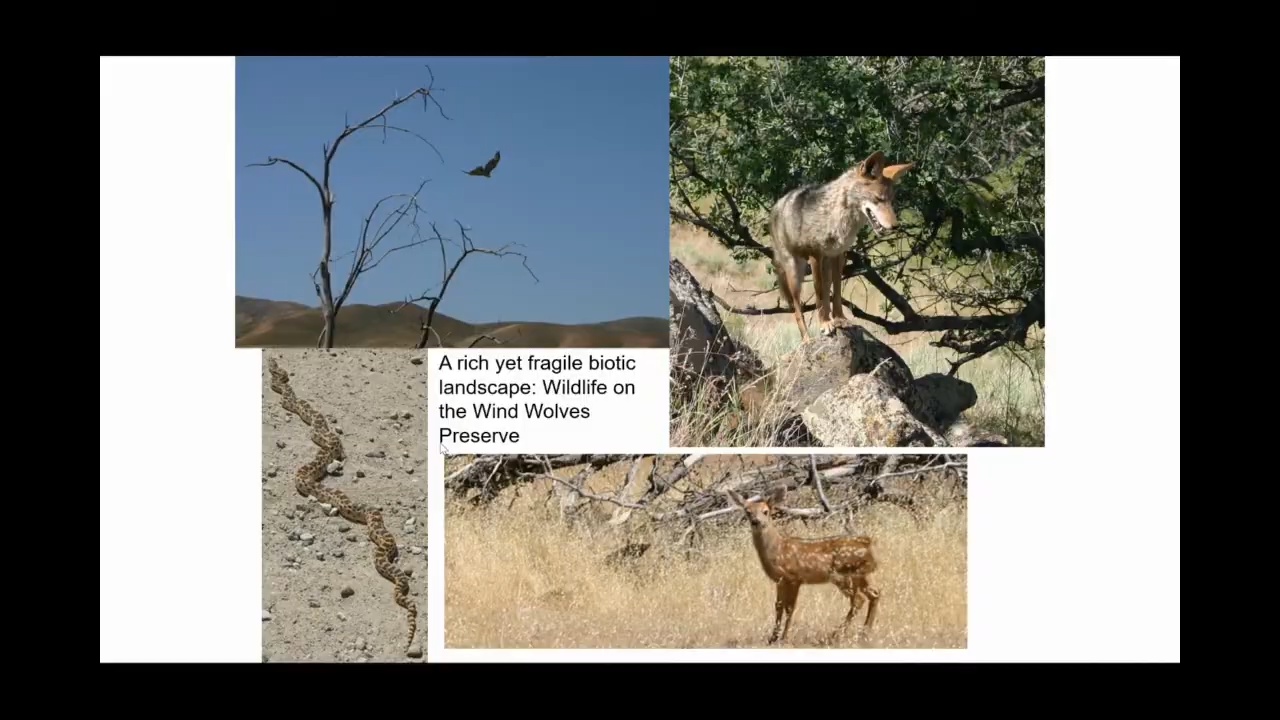 A rich yet fragile biotic
landscape: Wildlife on
the Wind Wolves
Preserve